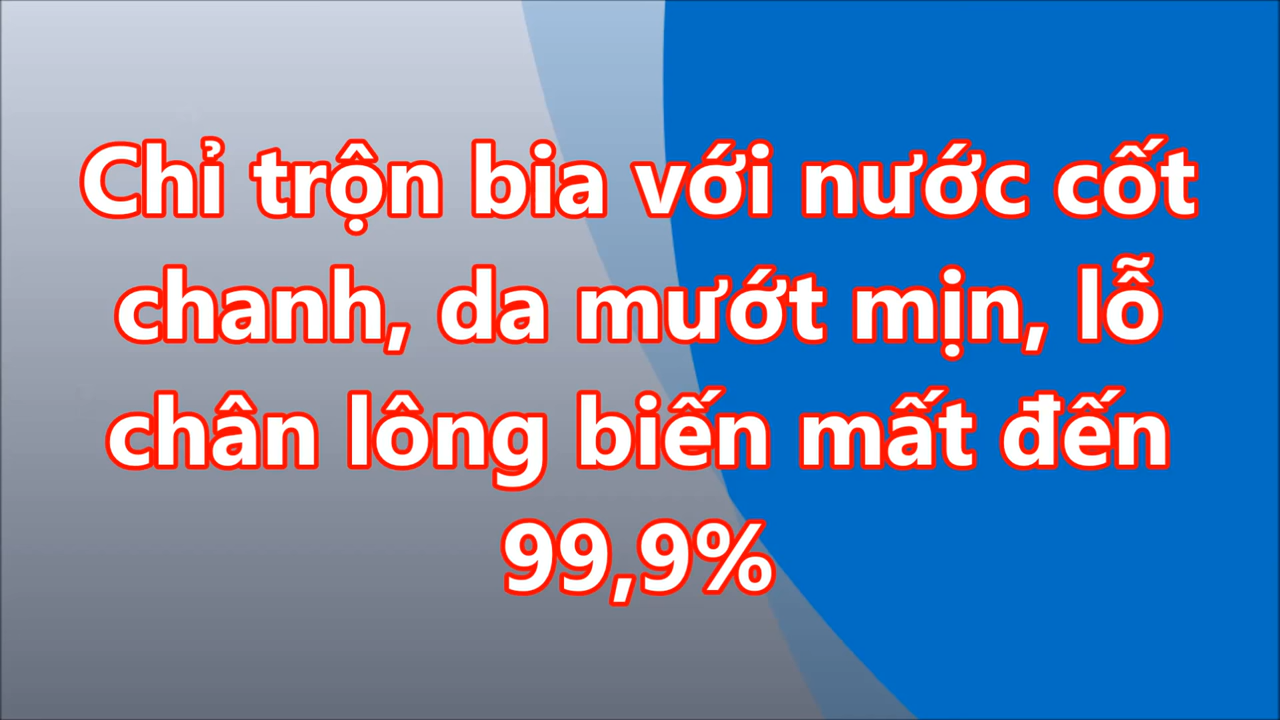 Chỉ trộn bia với nước cốt
chanh, da mướt mịn, lỗ
chân lông biến mất đến
99,9%